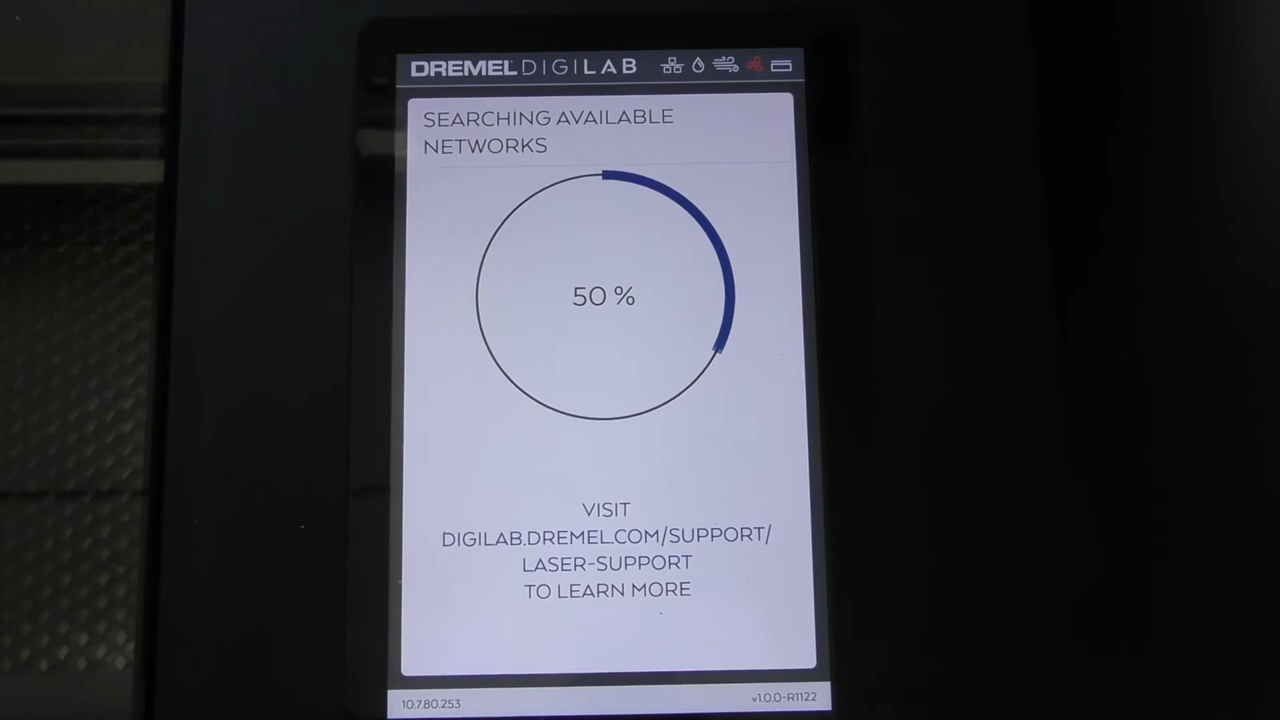 DREMEL DIGILAB
SEARCHING AVAILABLE
NETWORKS
50 %
VISIT
DIGILAB.DREMEL.COM/SUPPORT/
LASER-SUPPORT
TO LEARN MORE
10.7.80.253
v1.0.0-R1122